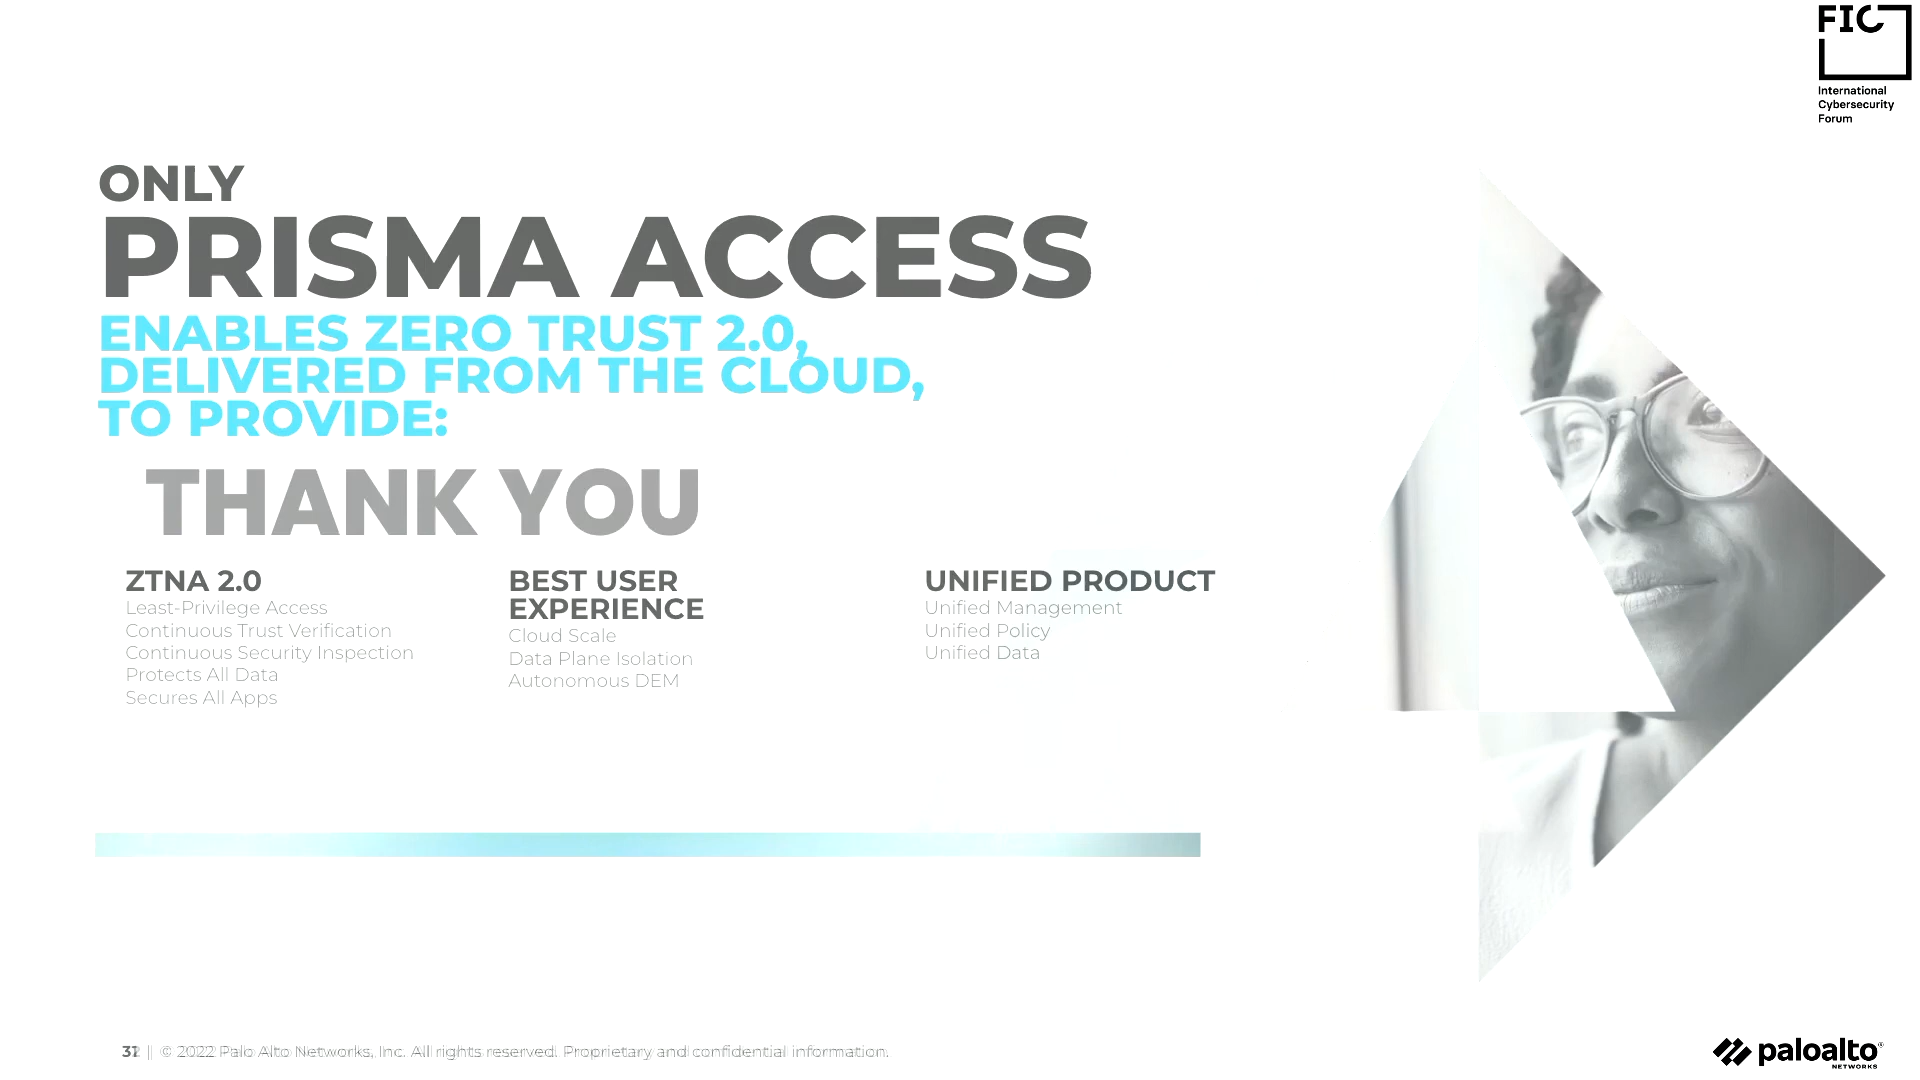 FIC
International
Cybersecurity
Forum
ONLY
PRISMA ACCESS
ENABLES ZERO TRUST 2.0,
DELIVERED FROM THE CLOUD,
TO PROVIDE:
THANK YOU
ZTNA 2.0
Least-Privilege Access
Continuous Trust Verification
Continuous Security Inspection
Protects All Data
Secures All Apps
BEST USER
EXPERIENCE
Cloud Scale
Data Plane Isolation
Autonomous DEM
UNIFIED PRODUCT
Unified Management
Unified Policy
Unified Data
| © 2022 Palo Alto Networks, Inc. All rights reserved. Proprietary and confidential information.
paloalto®
NETWORKS